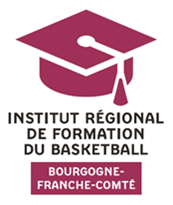 INSTITUT RÉGIONAL
DE FORMATION
DU BASKETBALL
BOURGOGNE-
FRANCHE-COMTÉ